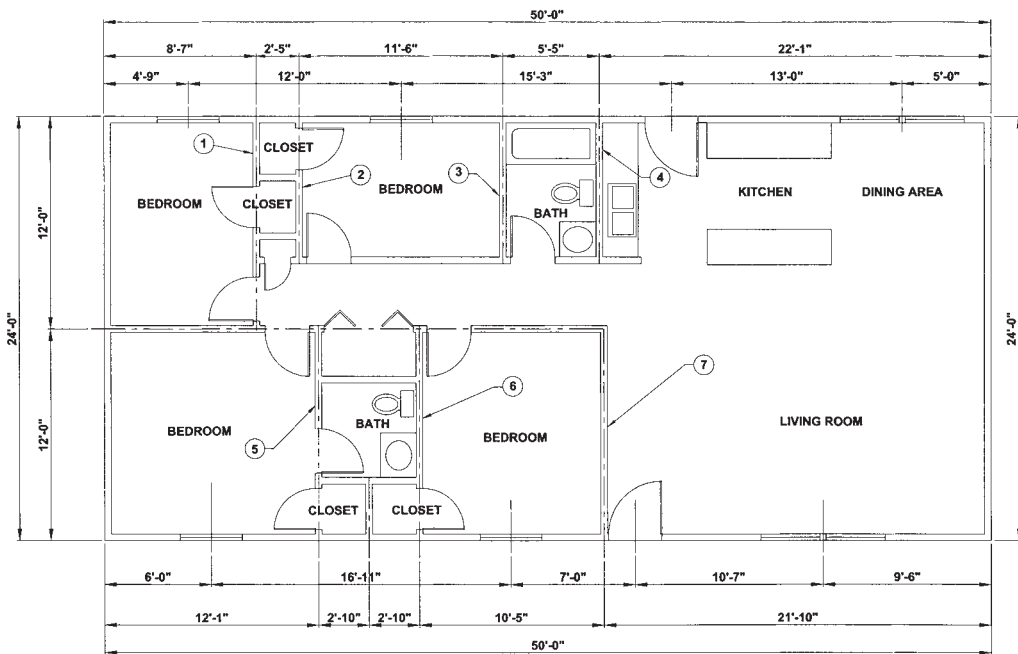 50'-0"
8'-7" 2'-5" 11'-6" 5'-5" 22'-1"
4'-9" 12'-0" 15'-3" 13'-0" 5'-0"
1 CLOSET
2 3 4
BEDROOM KITCHEN DINING AREA
BEDROOM CLOSET
BATH
12'-0"
24'-0" 24'-0"
7
6
12'-0"
BATH LIVING ROOM
BEDROOM BEDROOM
5
CLOSET CLOSET
6'-0" 16'-11" 7'-0" 10'-7" 9'-6"
12'-1" 2'-10" 2'-10" 10'-5" 21'-10"
50'-0"